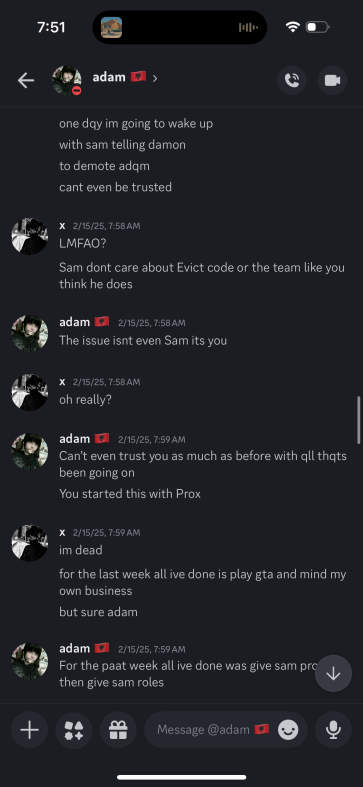 7:51
adam 🇦🇱 ›
one dqy im going to wake up
with sam telling damon
to demote adqm
cant even be trusted
x 2/15/25, 7:58 AM
LMFAO?
Sam dont care about Evict code or the team like you
think he does
adam 🇦🇱 2/15/25, 7:58 AM
The issue isnt even Sam its you
x 2/15/25, 7:58 AM
oh really?
adam 🇦🇱 2/15/25, 7:59 AM
Can't even trust you as much as before with qll thqts
been going on
You started this with Prox
x 2/15/25, 7:59 AM
im dead
for the last week all ive done is play gta and mind my
own business
but sure adam
adam 🇦🇱 2/15/25, 7:59 AM
For the paat week all ive done was give sam
then give sam roles
Message @adam 🇦🇱